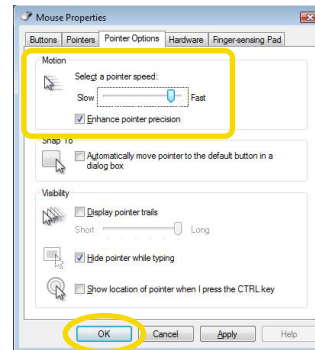 Mouse Properties
Buttons Pointers Pointer Options Hardware Finger-sensing Pad
Motion
Select a pointer speed:
Slow Fast
Enhance pointer precision
Snap To
Automatically move pointer to the default button in a
dialog box
Visibility
Display pointer trails
Short Long
Hide pointer while typing
Show location of pointer when I press the CTRL key
OK Cancel Apply Help